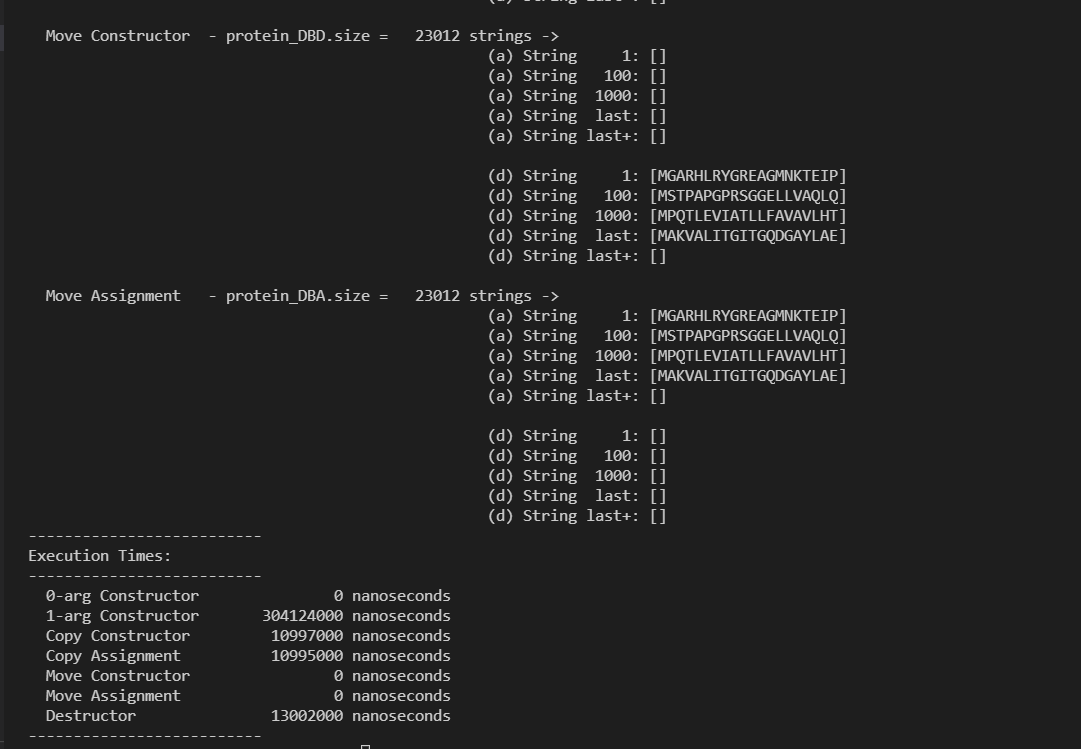 Move Constructor  - protein_DBD.size =   23012 strings ->
(a) String     1: []
(a) String   100: []
(a) String  1000: []
(a) String  last: []
(a) String last+: []
(d) String     1: [MGARHLRYGREAGMNKTEIP]
(d) String   100: [MSTPAPGPRSGGELLVAQLQ]
(d) String  1000: [MPQTLEVIATLLFAVAVLHT]
(d) String  last: [MAKVALITGITGQDGAYLAE]
(d) String last+: []
Move Assignment   - protein_DBA.size =   23012 strings ->
(a) String     1: [MGARHLRYGREAGMNKTEIP]
(a) String   100: [MSTPAPGPRSGGELLVAQLQ]
(a) String  1000: [MPQTLEVIATLLFAVAVLHT]
(a) String  last: [MAKVALITGITGQDGAYLAE]
(a) String last+: []
(d) String     1: []
(d) String   100: []
(d) String  1000: []
(d) String  last: []
(d) String last+: []
--------------------------
Execution Times:
--------------------------
0-arg Constructor               0 nanoseconds
1-arg Constructor       304124000 nanoseconds
Copy Constructor         10997000 nanoseconds
Copy Assignment          10995000 nanoseconds
Move Constructor                0 nanoseconds
Move Assignment                 0 nanoseconds
Destructor               13002000 nanoseconds
--------------------------